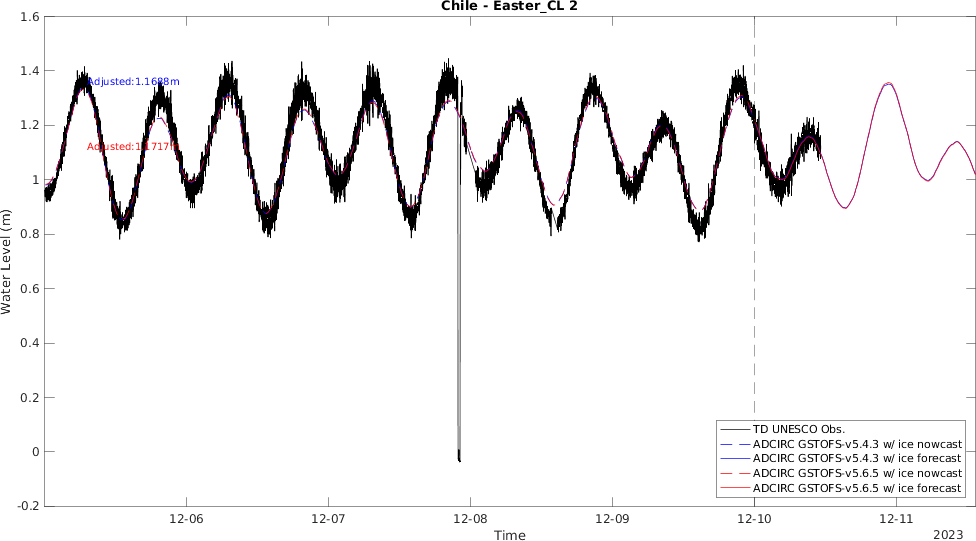 Chile - Easter_CL 2
1.6
1.4
1.2
1
0.8
0.6
0.4
0.2
0
-0.2
Water Level (m)
Adjusted:1.1688m
Adjusted:1.1717m
TD UNESCO Obs.
ADCIRC GSTOFS-v5.4.3 w/ ice nowcast
ADCIRC GSTOFS-v5.4.3 w/ ice forecast
ADCIRC GSTOFS-v5.6.5 w/ ice nowcast
ADCIRC GSTOFS-v5.6.5 w/ ice forecast
12-06
12-07
12-08
12-09
12-10
12-11
Time
2023